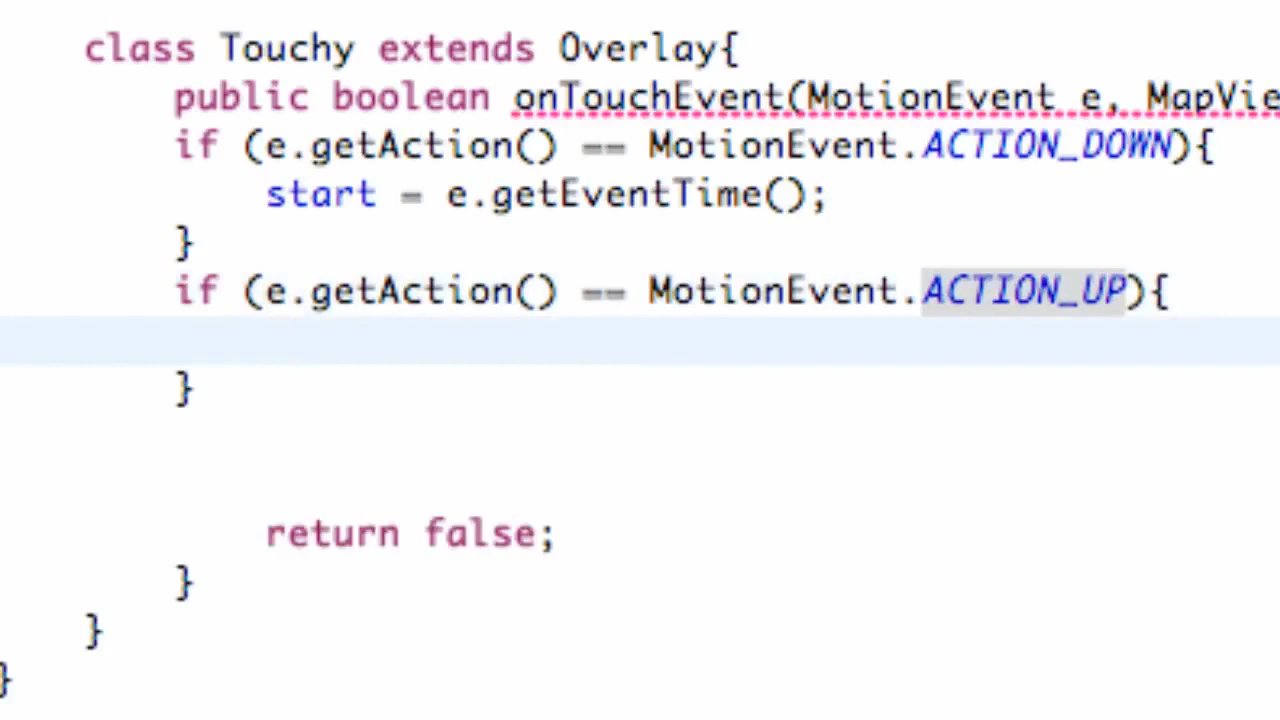 class Touchy extends Overlay{
public boolean onTouchEvent(MotionEvent e,
if (e.getAction() == MotionEvent.ACTION_DOWN){
start = e.getEventTime();
}
if (e.getAction() == MotionEvent.ACTION_UP){
}
return false;
}
}
}